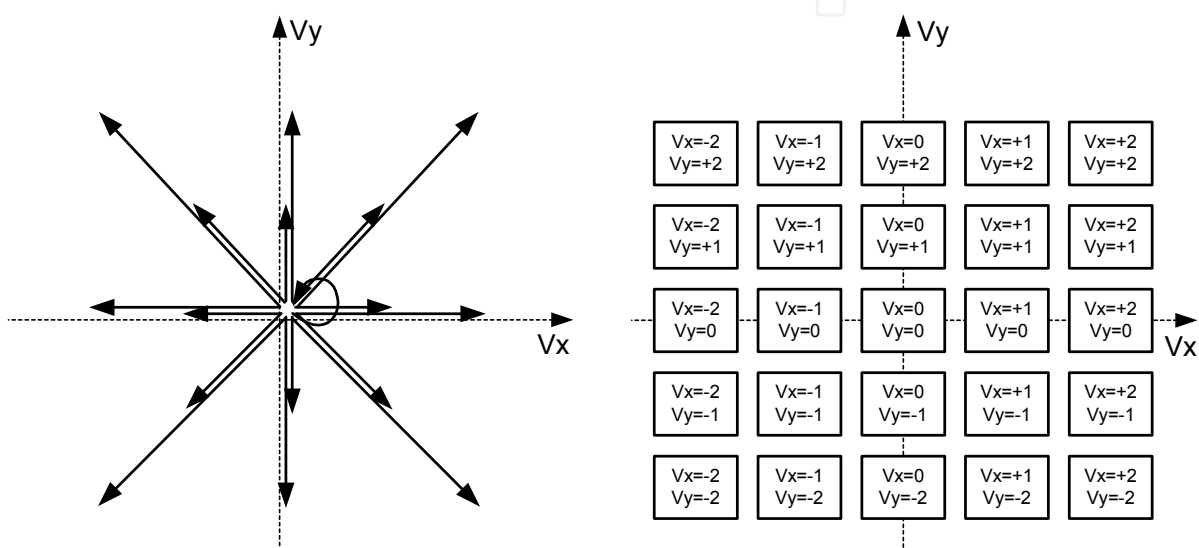 Vy
Vx
Vy
Vx=-2
Vy=+2
Vx=-1
Vy=+2
Vx=0
Vy=+2
Vx=+1
Vy=+2
Vx=+2
Vy=+2
Vx=-2
Vy=+1
Vx=-1
Vy=+1
Vx=0
Vy=+1
Vx=+1
Vy=+1
Vx=+2
Vy=+1
Vx=-2
Vy=0
Vx=-1
Vy=0
Vx=0
Vy=0
Vx=+1
Vy=0
Vx=+2
Vy=0
Vx
Vx=-2
Vy=-1
Vx=-1
Vy=-1
Vx=0
Vy=-1
Vx=+1
Vy=-1
Vx=+2
Vy=-1
Vx=-2
Vy=-2
Vx=-1
Vy=-2
Vx=0
Vy=-2
Vx=+1
Vy=-2
Vx=+2
Vy=-2